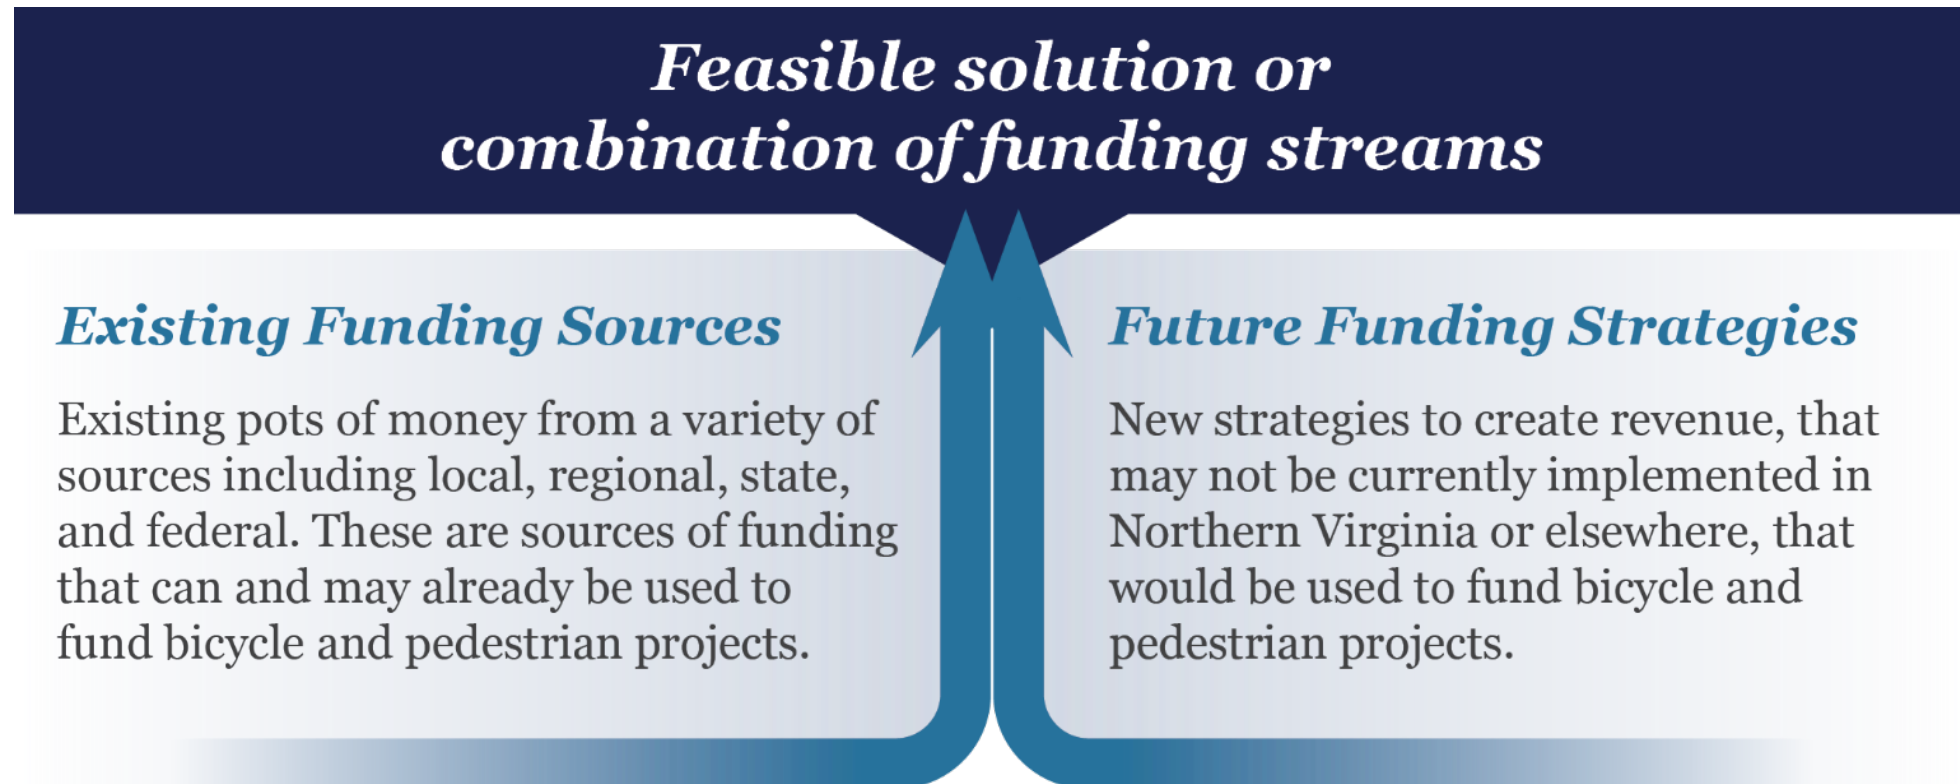 Feasible solution or
combination of funding streams
Existing Funding Sources
Existing pots of money from a variety of
sources including local, regional, state,
and federal. These are sources of funding
that can and may already be used to
fund bicycle and pedestrian projects.
Future Funding Strategies
New strategies to create revenue, that
may not be currently implemented in
Northern Virginia or elsewhere, that
would be used to fund bicycle and
pedestrian projects.